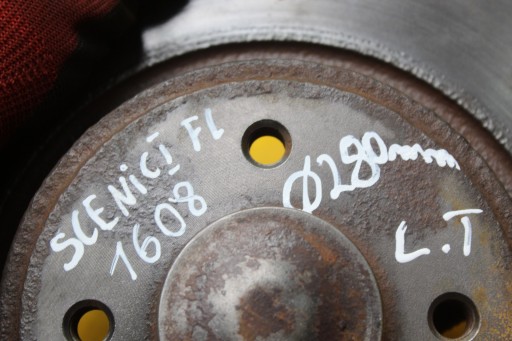 SCENIC I FL
1608
Ø280mm
L.T